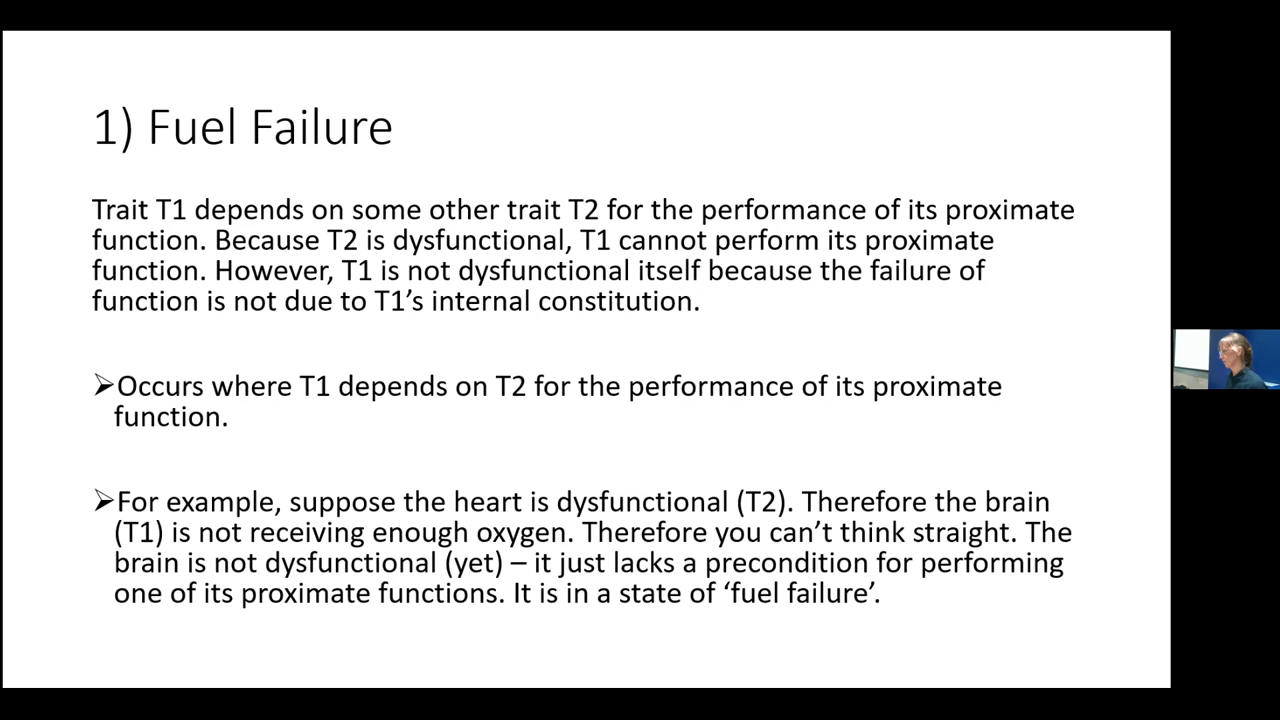 1) Fuel Failure
Trait T1 depends on some other trait T2 for the performance of its proximate
function. Because T2 is dysfunctional, T1 cannot perform its proximate
function. However, T1 is not dysfunctional itself because the failure of
function is not due to T1’s internal constitution.
➢Occurs where T1 depends on T2 for the performance of its proximate
function.
➢For example, suppose the heart is dysfunctional (T2). Therefore the brain
(T1) is not receiving enough oxygen. Therefore you can’t think straight. The
brain is not dysfunctional (yet) – it just lacks a precondition for performing
one of its proximate functions. It is in a state of ‘fuel failure’.